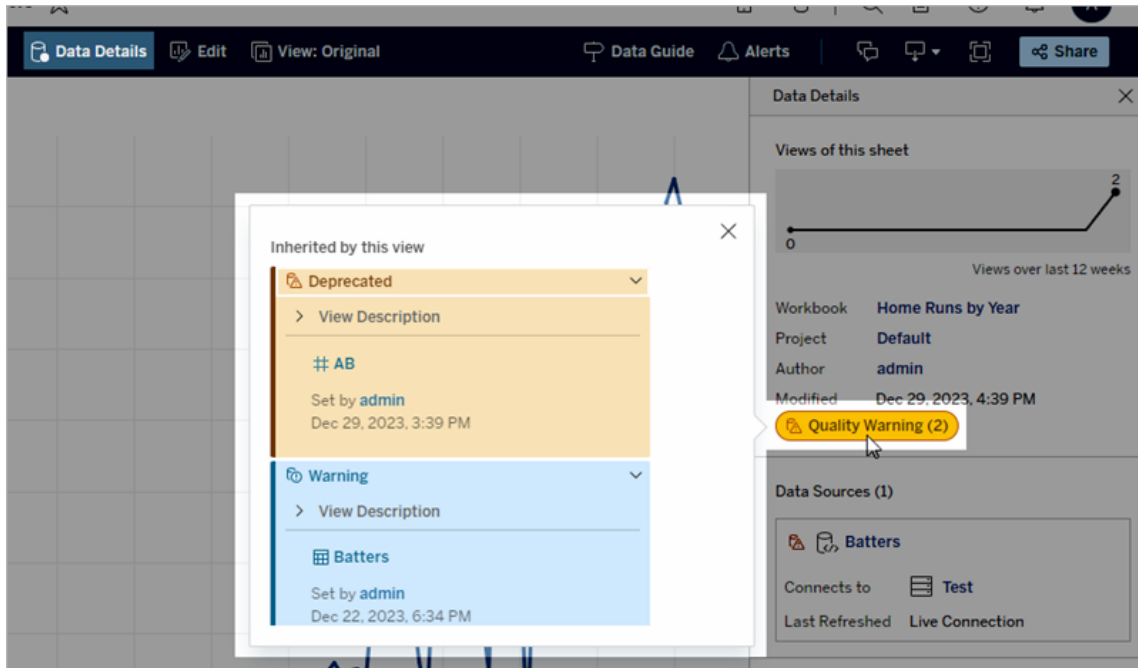 Data Details
Edit
View: Original
Data Guide
Alerts
Share
Data Details
Views of this sheet
2
0
Views over last 12 weeks
Workbook Home Runs by Year
Project Default
Author admin
Modified Dec 29, 2023, 4:39 PM
Quality Warning (2)
Data Sources (1)
Batters
Connects to Test
Last Refreshed Live Connection
Inherited by this view
Deprecated
View Description
AB
Set by admin
Dec 29, 2023, 3:39 PM
Warning
View Description
Batters
Set by admin
Dec 22, 2023, 6:34 PM